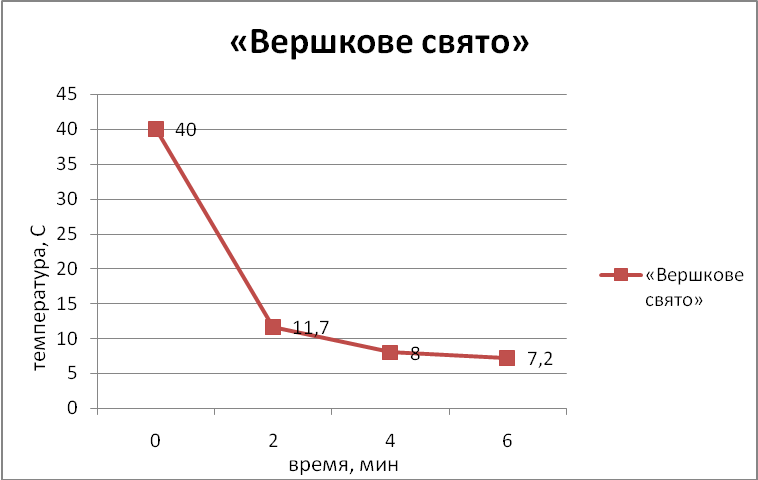 «Вершкове свято»
45
40
35
30
25
20
15
10
5
0
температура, С
40
11,7
8
7,2
0 2 4 6
время, мин
«Вершкове
свято»